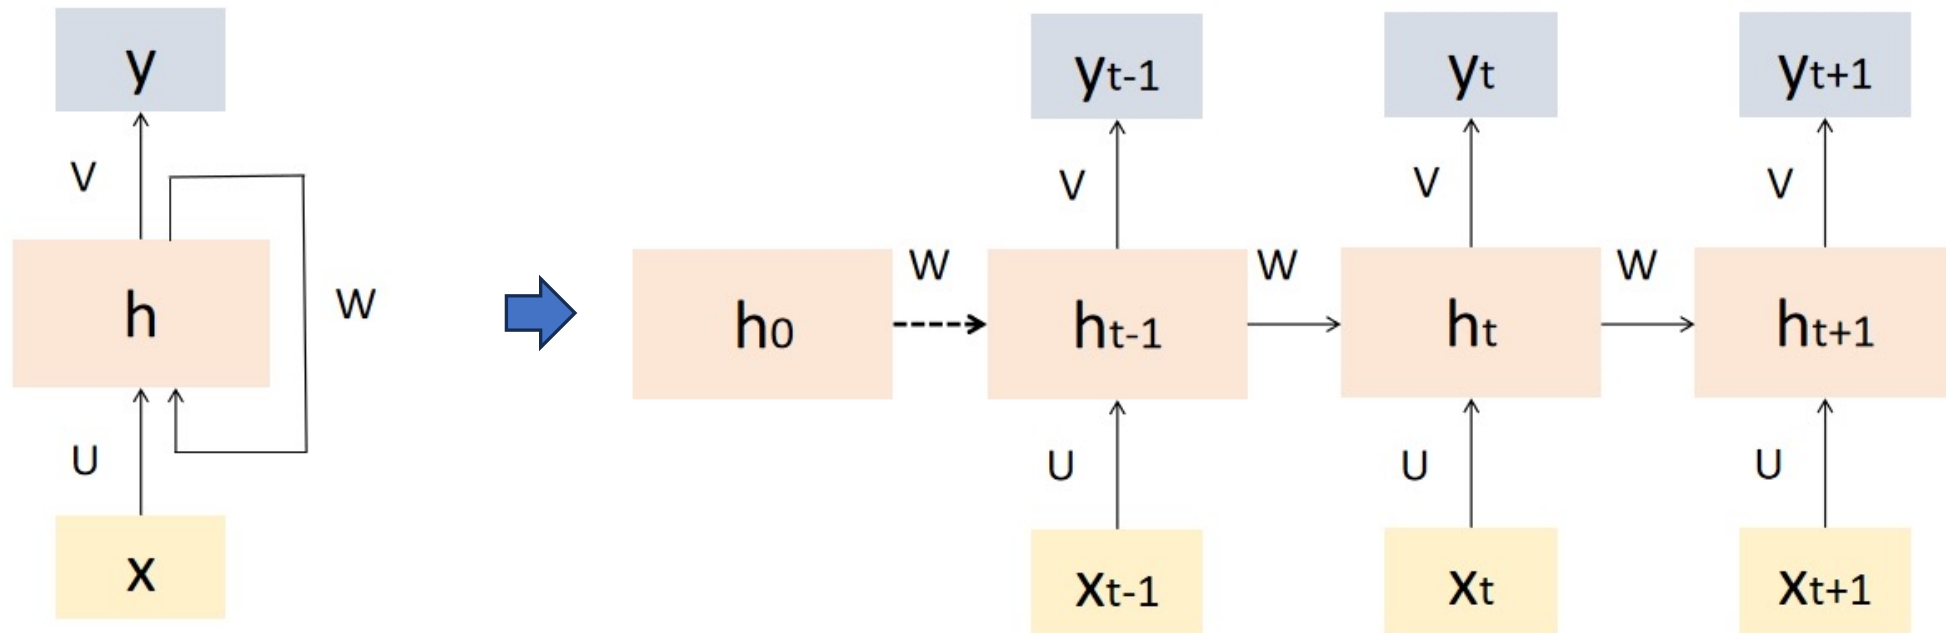 y
V
h
W
U
x
yt-1
yt
yt+1
V
V
V
W
W
W
h0
ht-1
ht
ht+1
U
U
U
xt-1
xt
xt+1